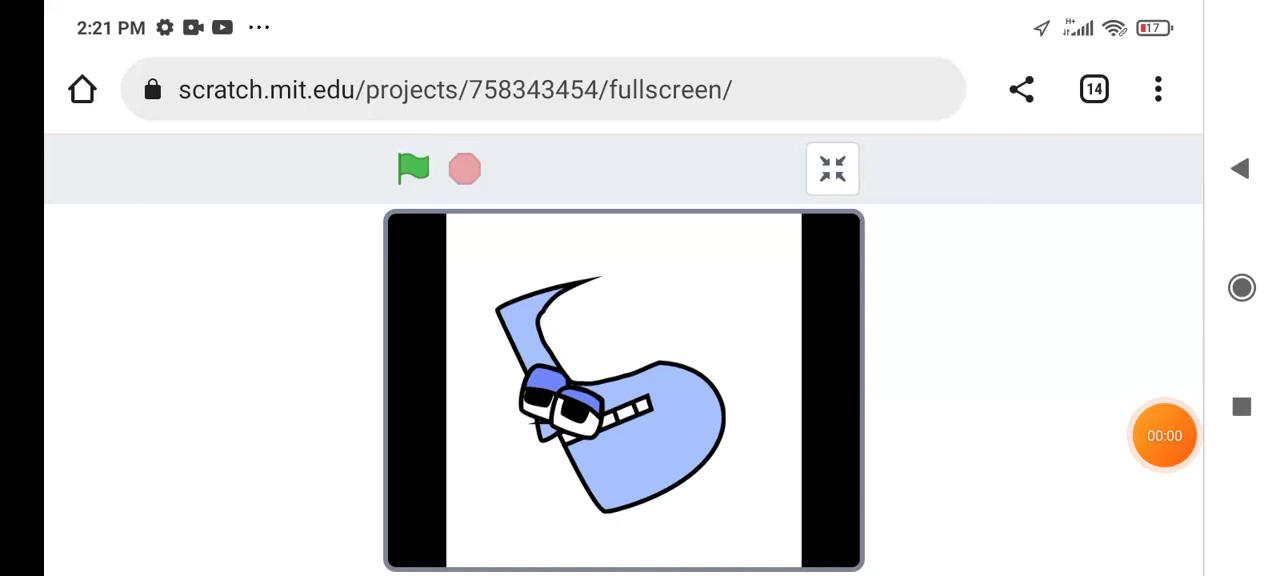 2:21 PM
H+
17
scratch.mit.edu/projects/758343454/fullscreen/
14
00:00